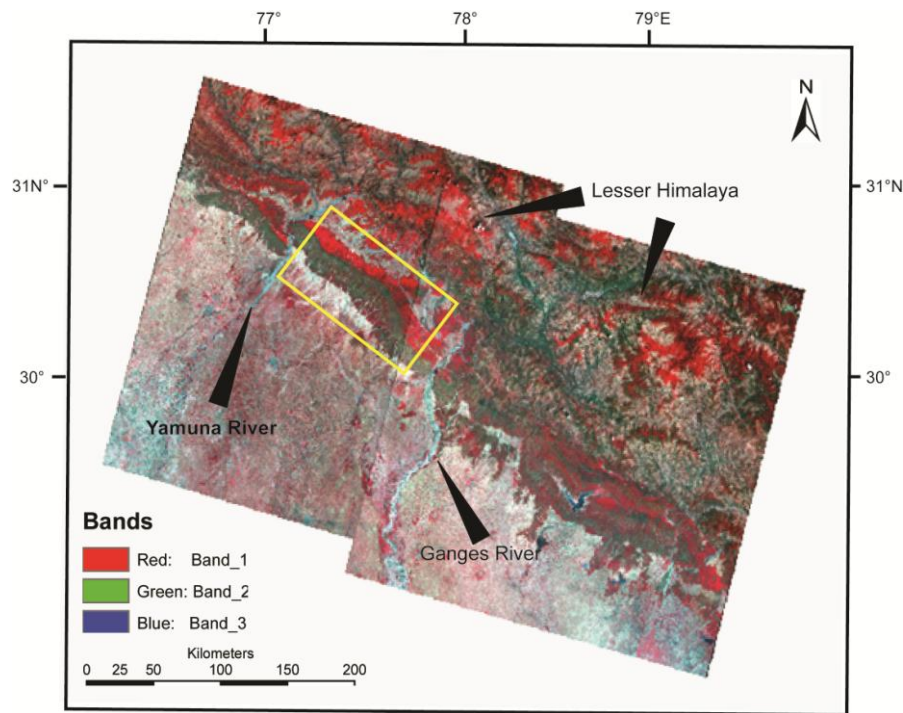 77°
78°
79°E
N
31N°
31°N
Lesser Himalaya
30°
30°
Yamuna River
Ganges River
Bands
Red: Band_1
Green: Band_2
Blue: Band_3
Kilometers
0 25 50 100 150 200